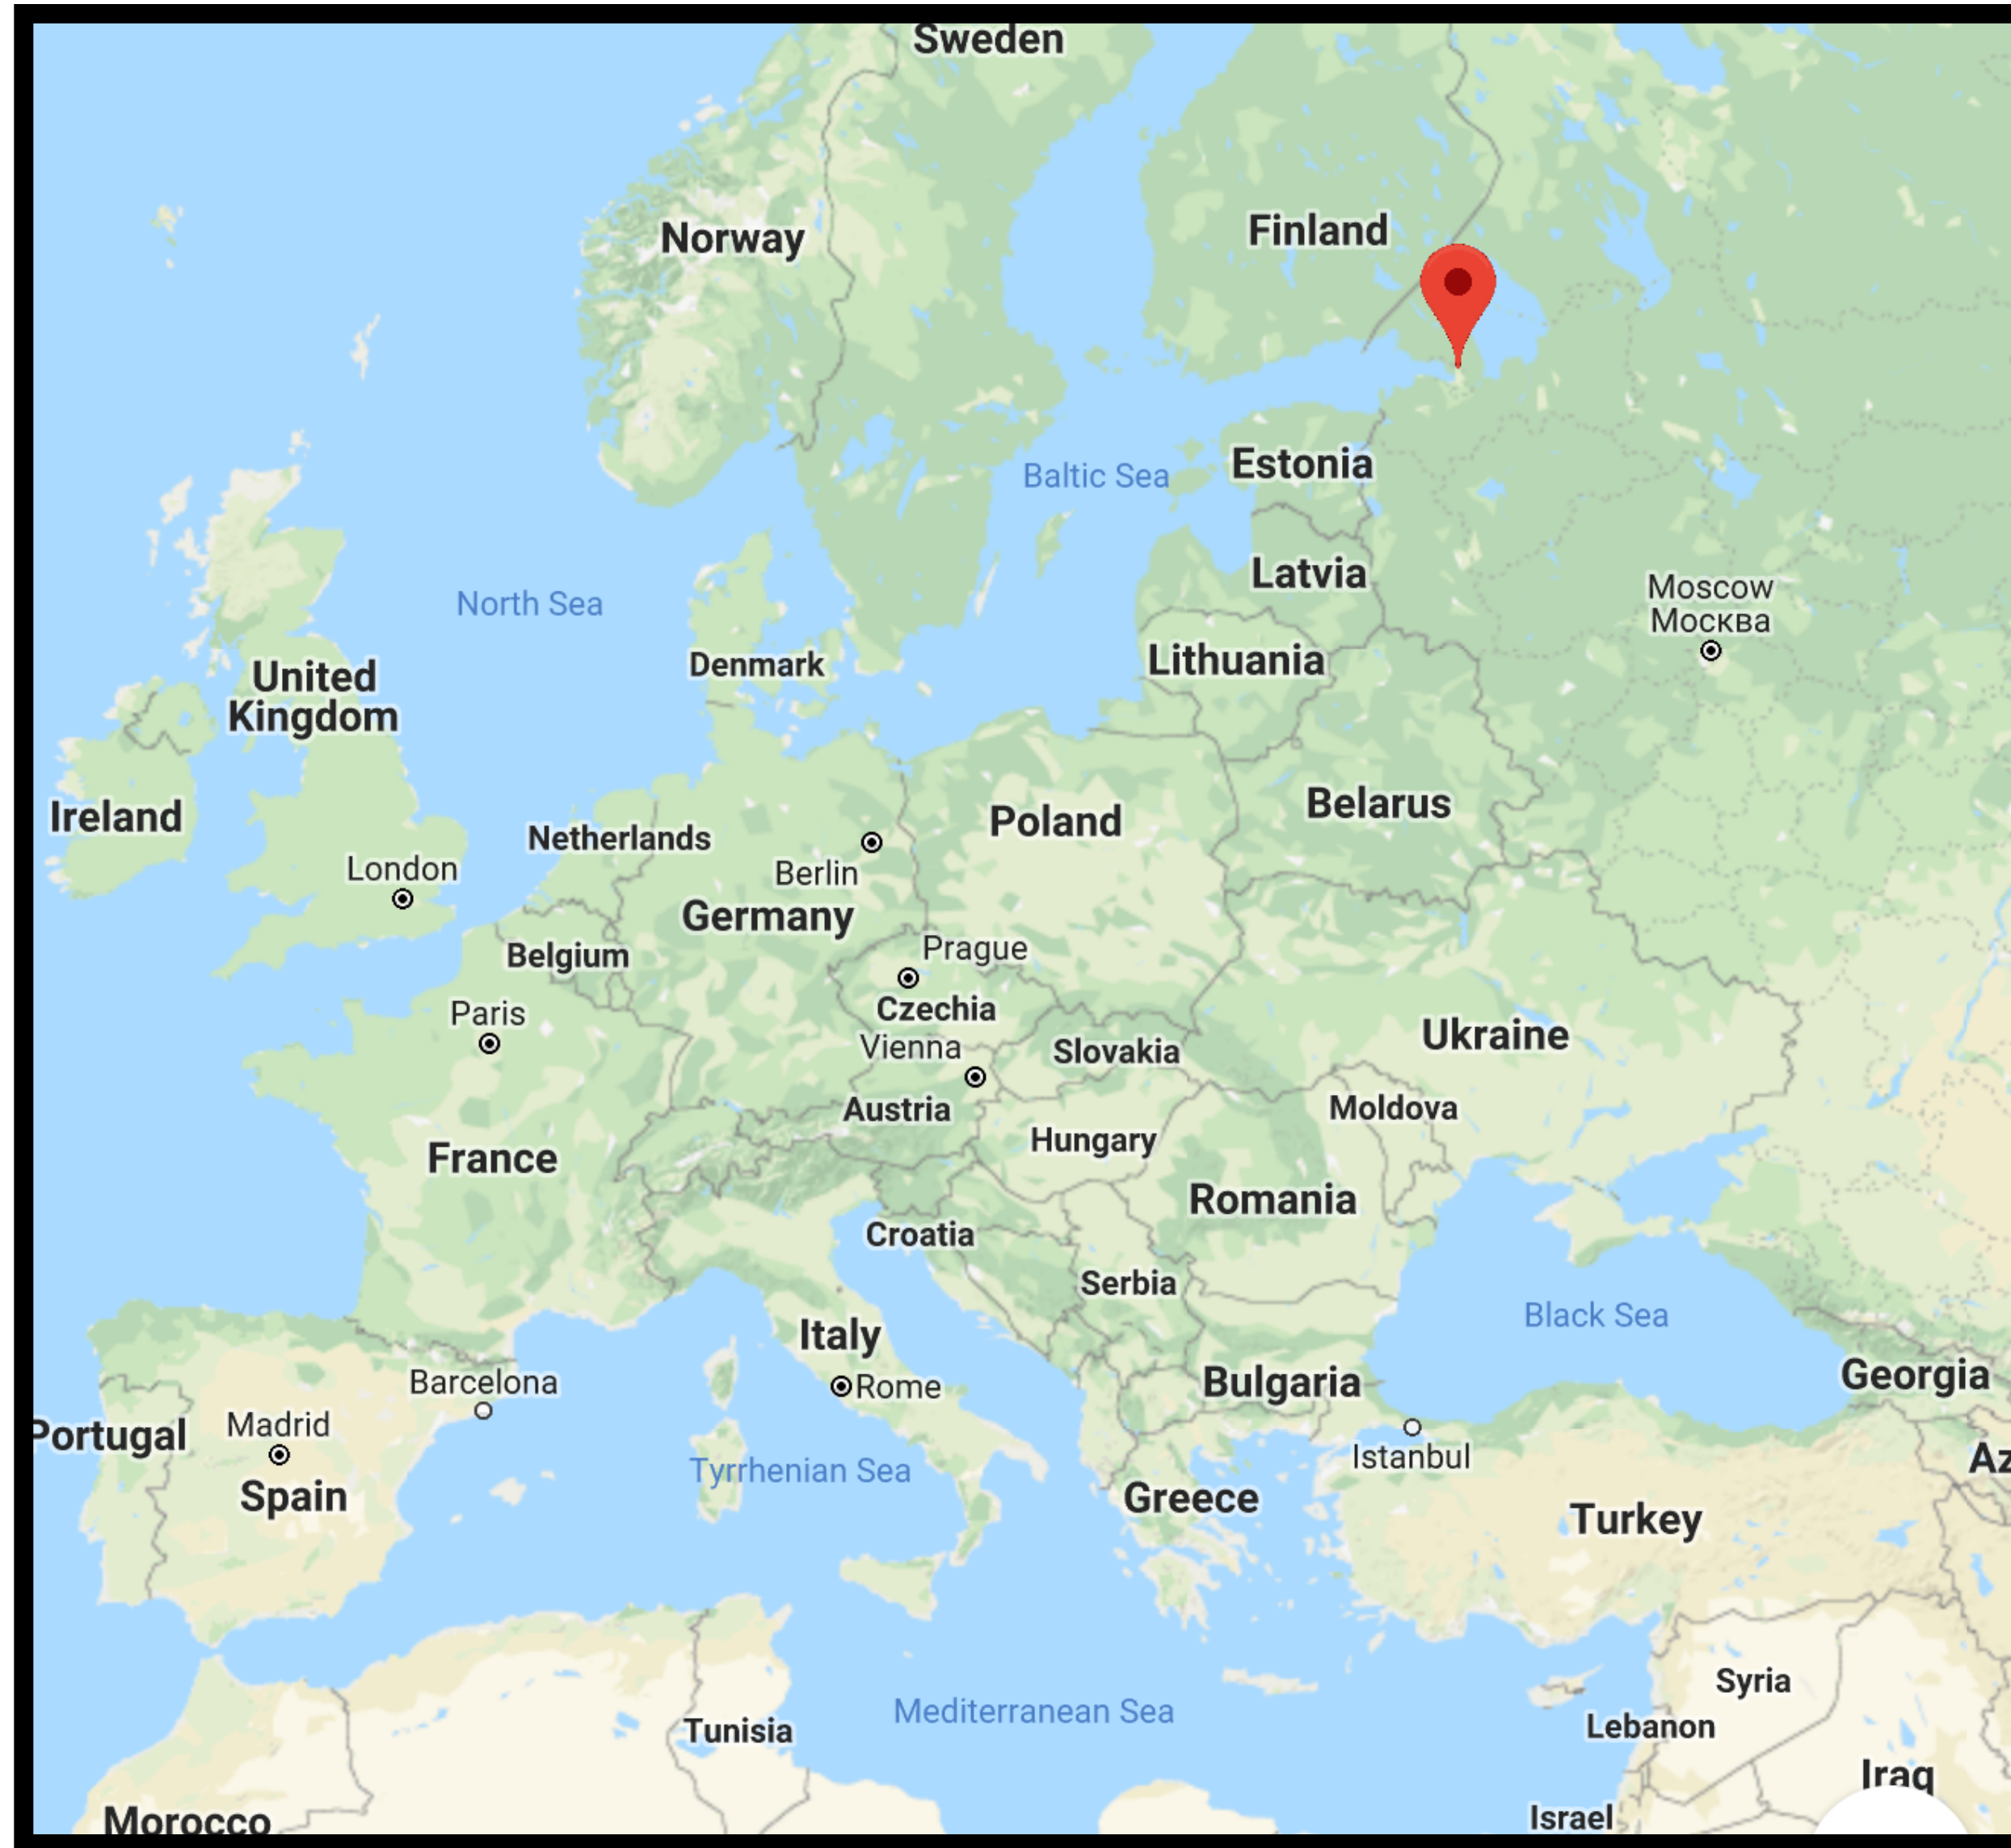 Sweden
Norway
Finland
Estonia
Baltic Sea
Latvia
Moscow
Москва
North Sea
Lithuania
Denmark
United
Kingdom
Ireland
Belarus
Poland
Netherlands
London
Berlin
Germany
Prague
Belgium
Czechia
Paris
Ukraine
Vienna
Slovakia
Austria
Moldova
Hungary
France
Romania
Croatia
Serbia
Black Sea
Italy
Georgia
Barcelona
Rome
Bulgaria
Portugal
Madrid
Istanbul
Az
Tyrrhenian Sea
Spain
Greece
Turkey
Syria
Mediterranean Sea
Lebanon
Tunisia
Iraq
Israel
Morocco